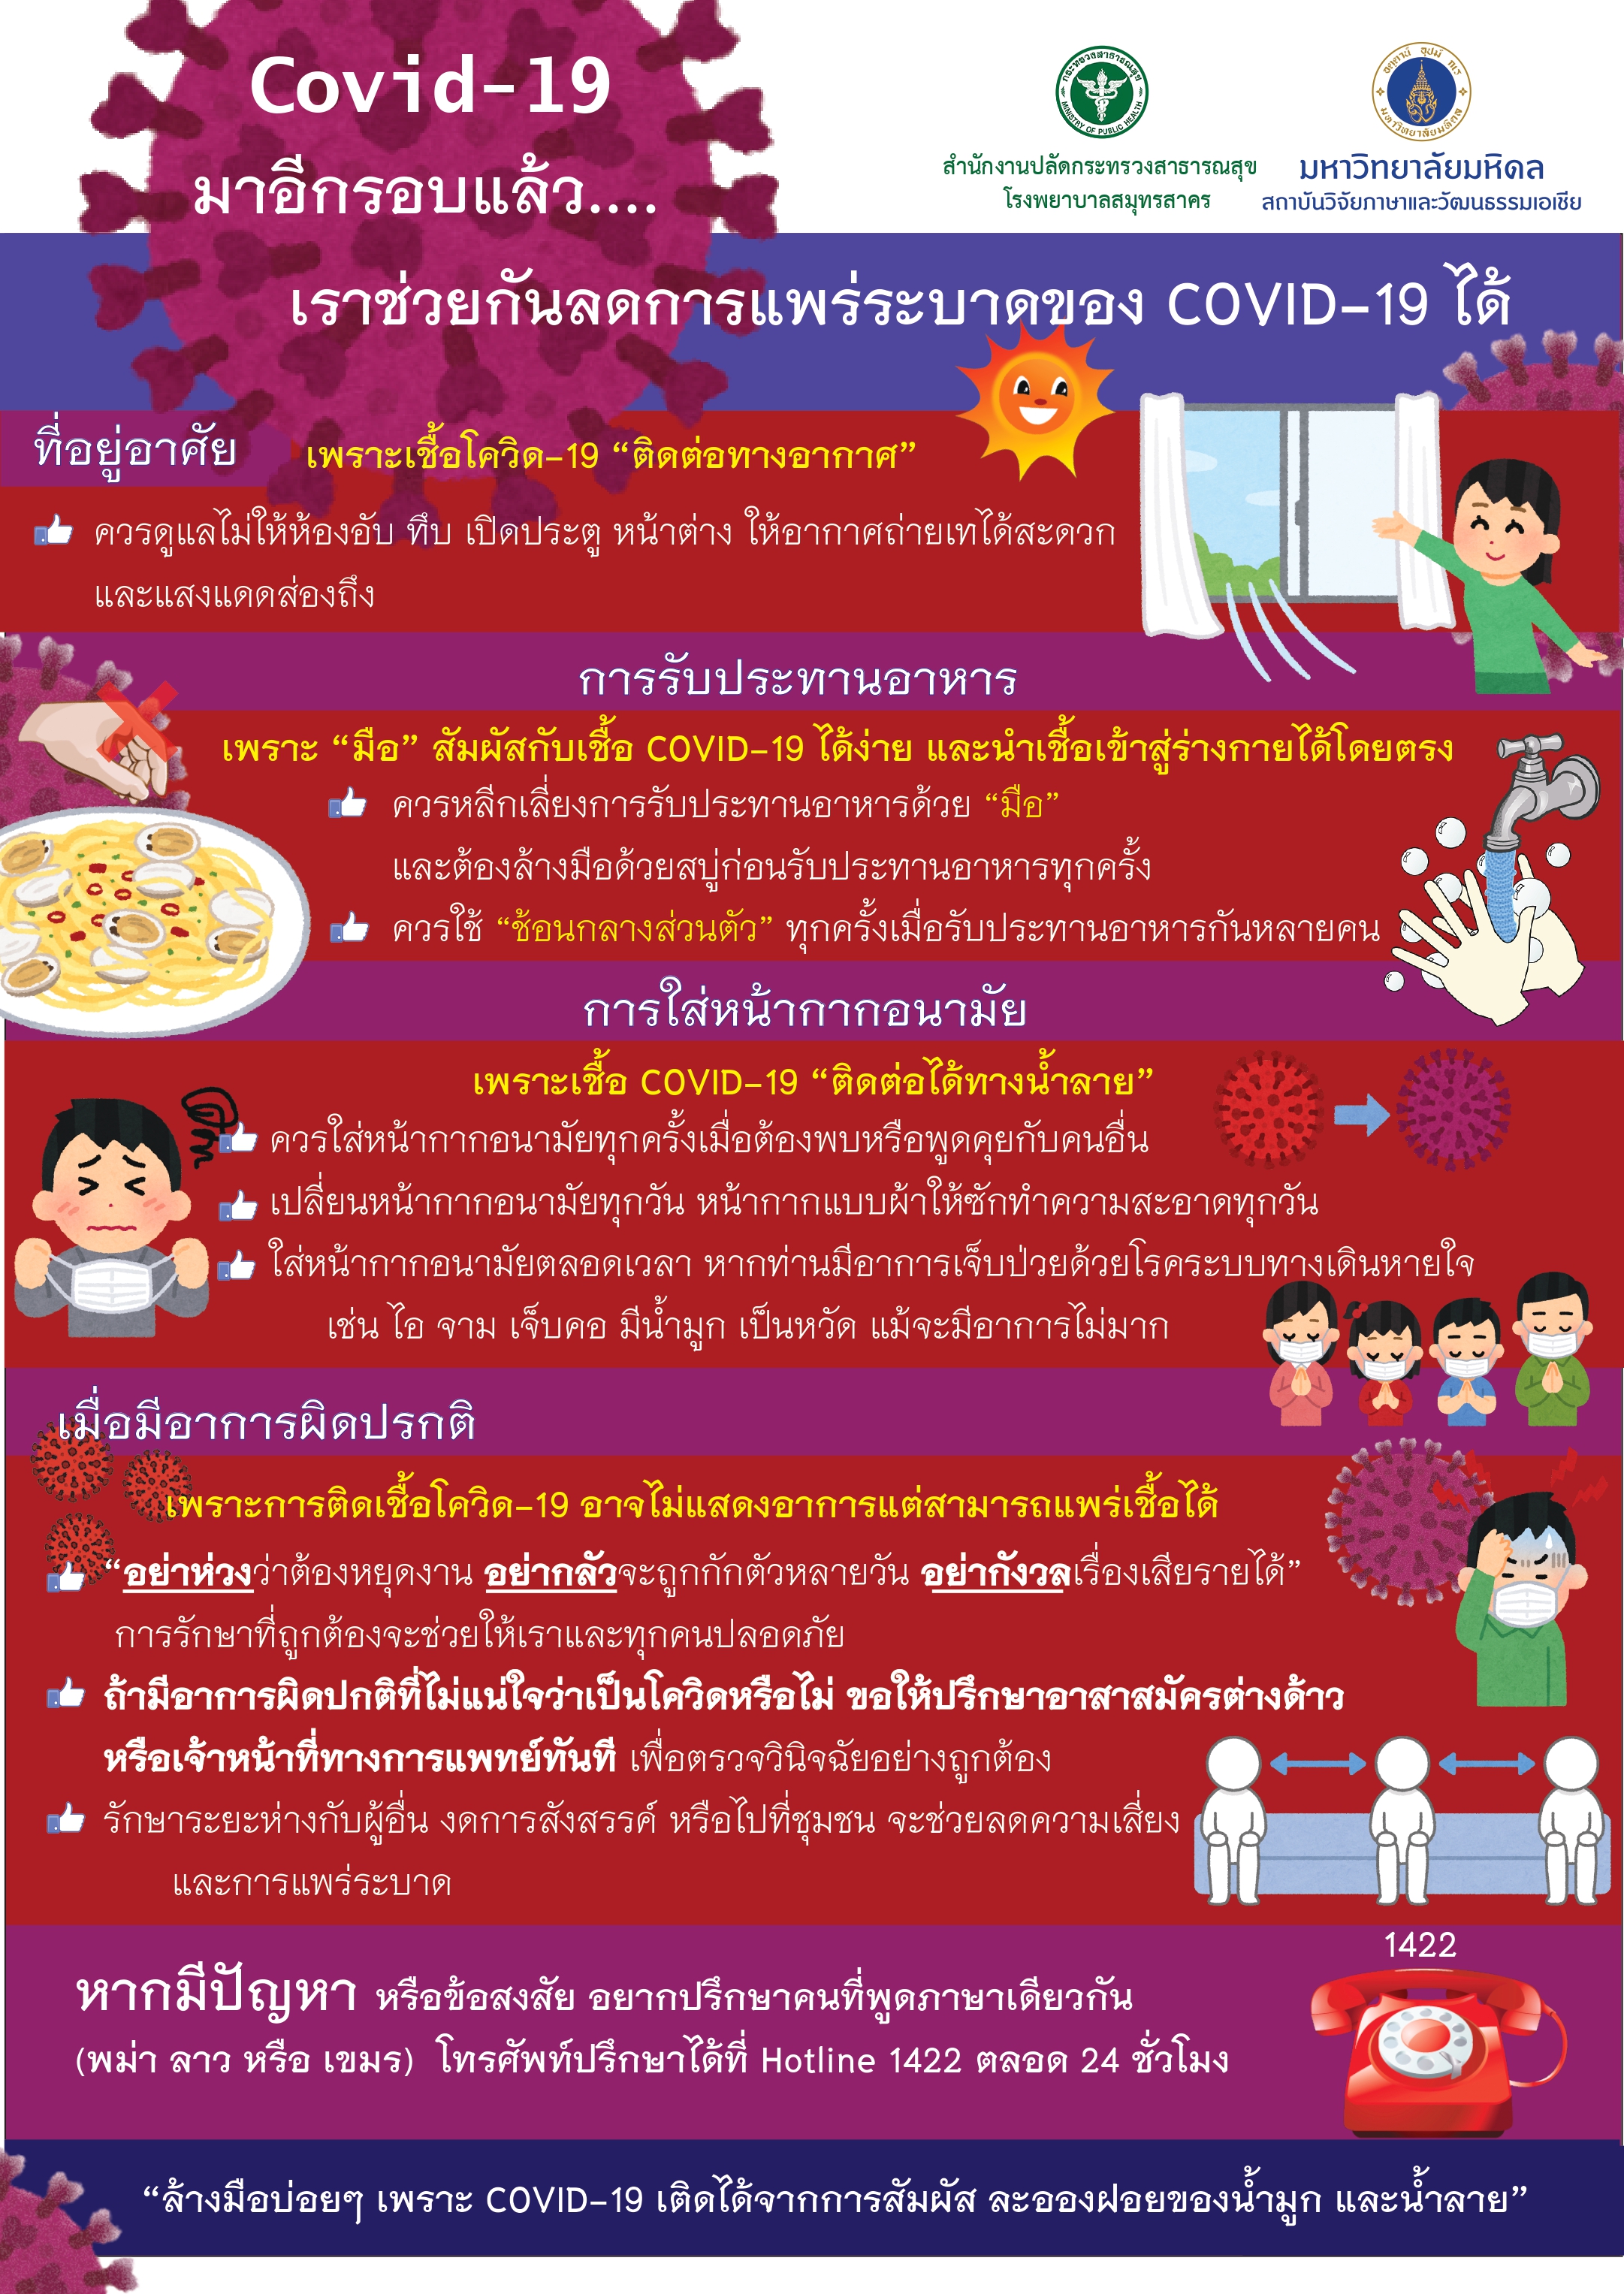 Covid-19
มาอีกรอบแล้ว....
กระทรวงสาธารณสุข
MINISTRY OF PUBLIC HEALTH
สำนักงานปลัดกระทรวงสาธารณสุข
โรงพยาบาลสมุทรสาคร
อตฺตานํ อุปมํ กเร
มหาวิทยาลัยมหิดล
มหาวิทยาลัยมหิดล
สถาบันวิจัยภาษาและวัฒนธรรมเอเชีย
เราช่วยกันลดการแพร่ระบาดของ COVID-19 ได้
ที่อยู่อาศัย
เพราะเชื้อโควิด-19 “ติดต่อทางอากาศ”
ควรดูแลไม่ให้ห้องอับ ทึบ เปิดประตู หน้าต่าง ให้อากาศถ่ายเทได้สะดวก
และแสงแดดส่องถึง
การรับประทานอาหาร
เพราะ “มือ” สัมผัสกับเชื้อ COVID-19 ได้ง่าย และนำเชื้อเข้าสู่ร่างกายได้โดยตรง
ควรหลีกเลี่ยงการรับประทานอาหารด้วย “มือ”
และต้องล้างมือด้วยสบู่ก่อนรับประทานอาหารทุกครั้ง
ควรใช้ “ช้อนกลางส่วนตัว” ทุกครั้งเมื่อรับประทานอาหารกันหลายคน
การใส่หน้ากากอนามัย
เพราะเชื้อ COVID-19 “ติดต่อได้ทางน้ำลาย”
ควรใส่หน้ากากอนามัยทุกครั้งเมื่อต้องพบหรือพูดคุยกับคนอื่น
เปลี่ยนหน้ากากอนามัยทุกวัน หน้ากากแบบผ้าให้ซักทำความสะอาดทุกวัน
ใส่หน้ากากอนามัยตลอดเวลา หากท่านมีอาการเจ็บป่วยด้วยโรคระบบทางเดินหายใจ
เช่น ไอ จาม เจ็บคอ มีน้ำมูก เป็นหวัด แม้จะมีอาการไม่มาก
เมื่อมีอาการผิดปรกติ
เพราะการติดเชื้อโควิด-19 อาจไม่แสดงอาการแต่สามารถแพร่เชื้อได้
“อย่าห่วงว่าต้องหยุดงาน อย่ากลัวจะถูกกักตัวหลายวัน อย่ากังวลเรื่องเสียรายได้”
การรักษาที่ถูกต้องจะช่วยให้เราและทุกคนปลอดภัย
ถ้ามีอาการผิดปกติที่ไม่แน่ใจว่าเป็นโควิดหรือไม่ ขอให้ปรึกษาอาสาสมัครต่างด้าว
หรือเจ้าหน้าที่ทางการแพทย์ทันที เพื่อตรวจวินิจฉัยอย่างถูกต้อง
รักษาระยะห่างกับผู้อื่น งดการสังสรรค์ หรือไปที่ชุมชน จะช่วยลดความเสี่ยง
และการแพร่ระบาด
1422
หากมีปัญหา หรือข้อสงสัย อยากปรึกษาคนที่พูดภาษาเดียวกัน
(พม่า ลาว หรือ เขมร) โทรศัพท์ปรึกษาได้ที่ Hotline 1422 ตลอด 24 ชั่วโมง
“ล้างมือบ่อยๆ เพราะ COVID-19 เติดได้จากการสัมผัส ละอองฝอยของน้ำมูก และน้ำลาย”